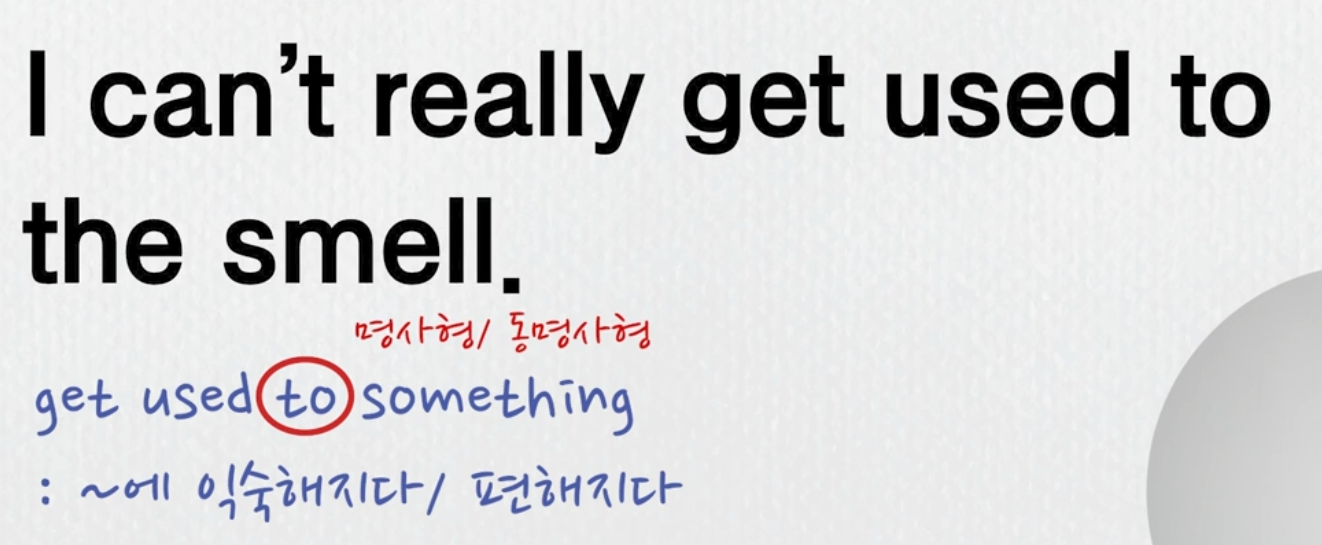 I can't really get used to
the smell.
명사형/ 동명사형
get used to something
: ~에 익숙해지다/ 편해지다